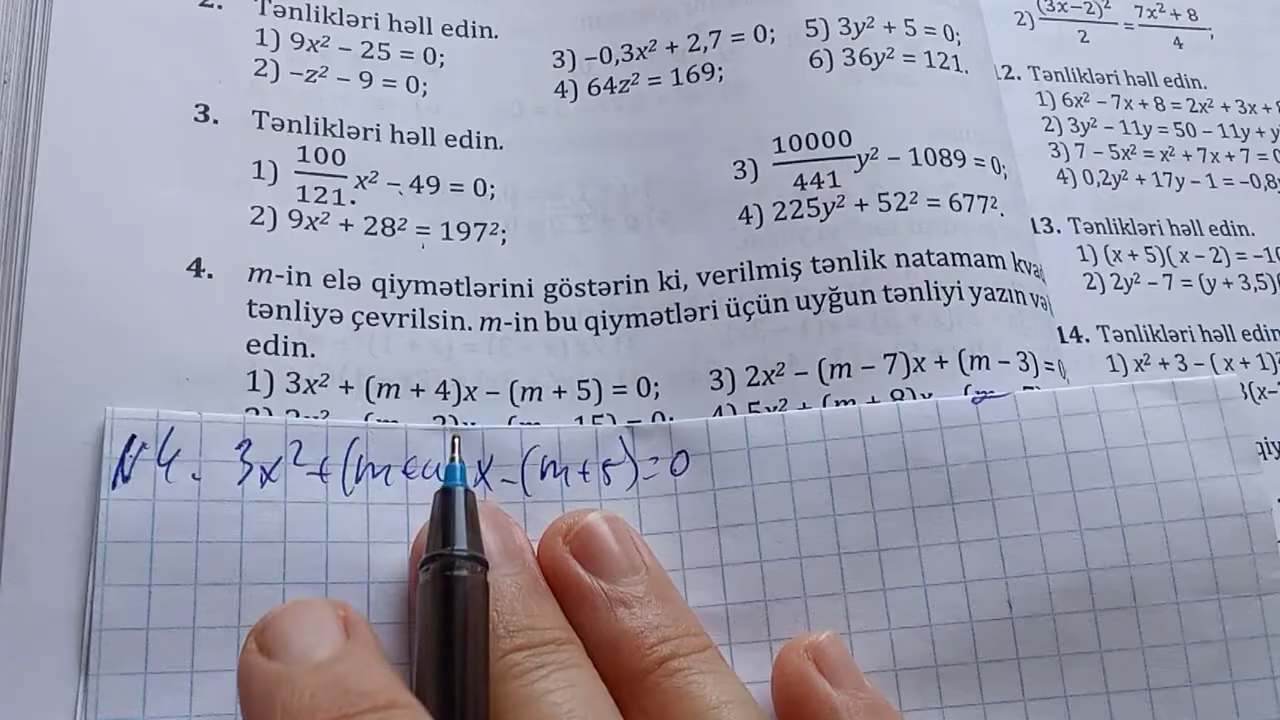 2. Tənlikləri həll edin.
1) 9x² − 25 = 0;
2) −z² − 9 = 0;
3) −0,3x² + 2,7 = 0;
4) 64z² = 169;
5) 3y² + 5 = 0;
6) 36y² = 121.
3. Tənlikləri həll edin.
1) 100/121 x² − 49 = 0;
2) 9x² + 28² = 197²;
3) 10000/441 y² − 1089 = 0;
4) 225y² + 52² = 677².
4. m-in elə qiymətlərini göstərin ki, verilmiş tənlik natamam
tənliyə çevrilsin. m-in bu qiymətləri üçün uyğun tənliyi yazın və
edin.
1) 3x² + (m + 4)x − (m + 5) = 0;
3) 2x² − (m − 7)x + (m − 3) = 0
2) (3x−2)²/2 = 7x² + 8/4;
12. Tənlikləri həll edin.
1) 6x² − 7x + 8 = 2x² + 3x +
2) 3y² − 11y = 50 − 11y + y
3) 7 − 5x² = x² + 7x + 7 = 0
4) 0,2y² + 17y − 1 = −0,8
13. Tənlikləri həll edin.
1) (x + 5)(x − 2) = −1
2) 2y² − 7 = (y + 3,5)
14. Tənlikləri həll edin
1) x² + 3 − (x + 1)
N4. 3x² + (m+4)x − (m+5) = 0